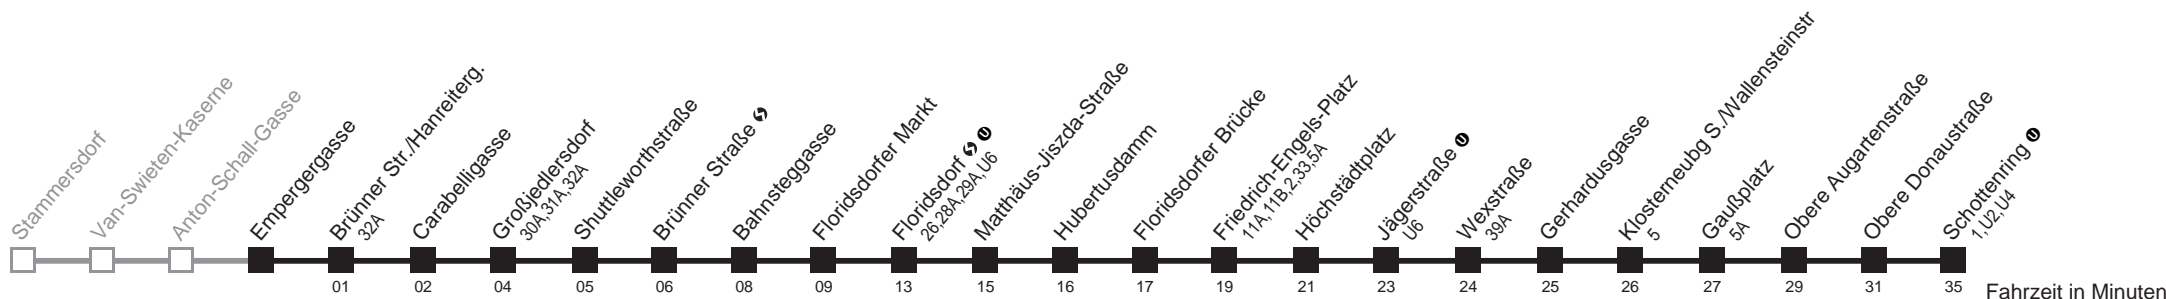 Stammersdorf
Van-Swieten-Kaserne
Anton-Schall-Gasse
Empergergasse
Brünner Str./Hanreiterg.
32A
Carabelligasse
Großjedlersdorf
30A,31A,32A
Shuttleworthstraße
Brünner Straße S
Bahnsteggasse
Floridsdorfer Markt
Floridsdorf S U
26,28A,29A,U6
Matthäus-Jiszda-Straße
Hubertusdamm
Floridsdorfer Brücke
Friedrich-Engels-Platz
11A,11B,2,33,5A
Höchstädtplatz
Jägerstraße U
U6
Wexstraße
39A
Gerhardusgasse
Klosterneubg S./Wallensteinstr
5
Gaußplatz
5A
Obere Augartenstraße
Obere Donaustraße
Schottenring U
1,U2,U4
01 02 04 05 06 08 09 13 15 16 17 19 21 23 24 25 26 27 29 31 35 Fahrzeit in Minuten